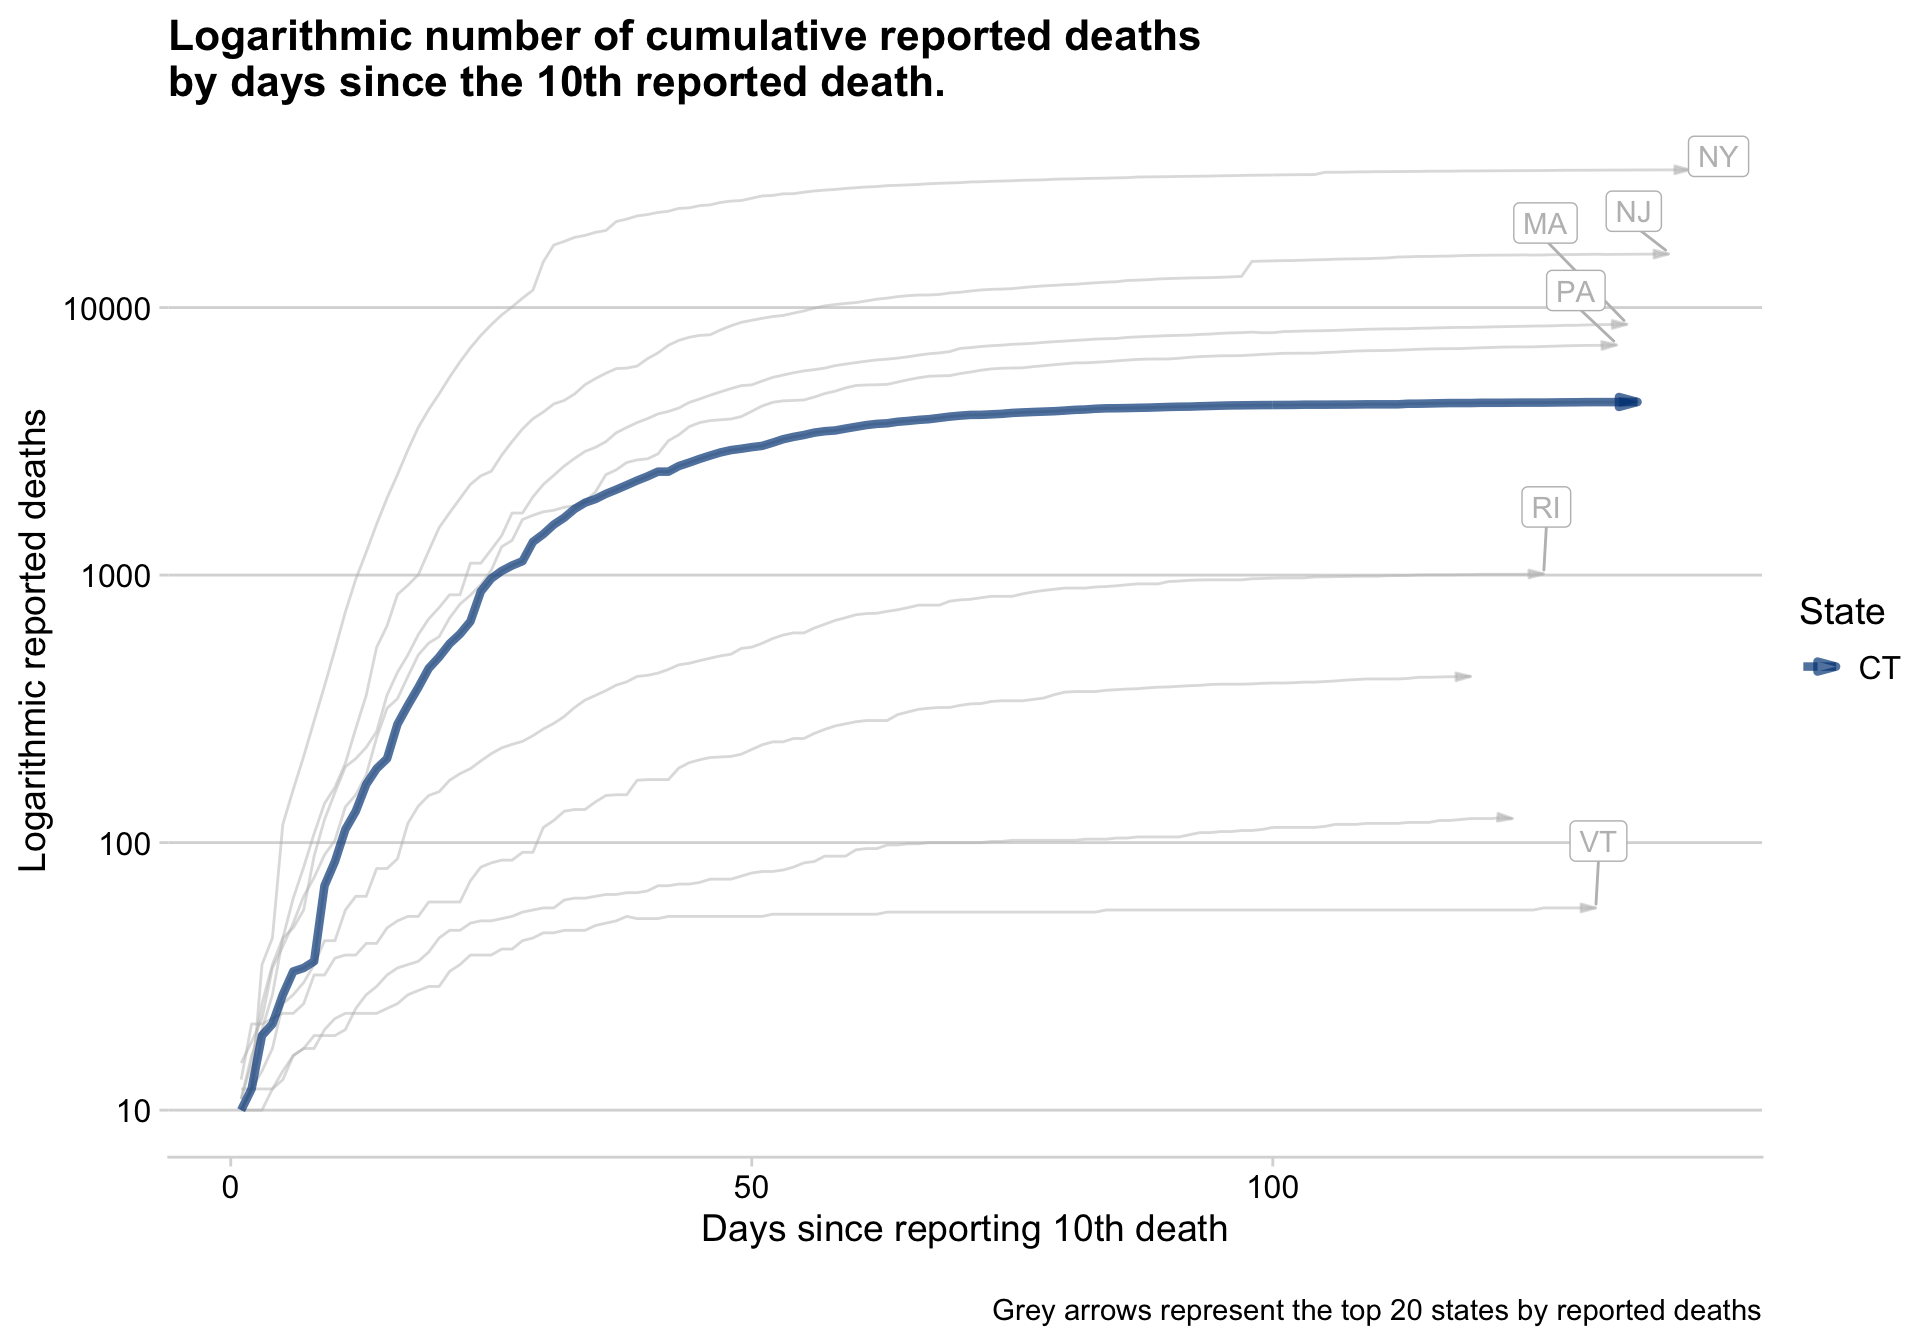 Logarithmic number of cumulative reported deaths
by days since the 10th reported death.
NY
NJ
MA
PA
10000
RI
1000
Logarithmic reported deaths
State
CT
VT
100
10
0
50
100
Days since reporting 10th death
Grey arrows represent the top 20 states by reported deaths